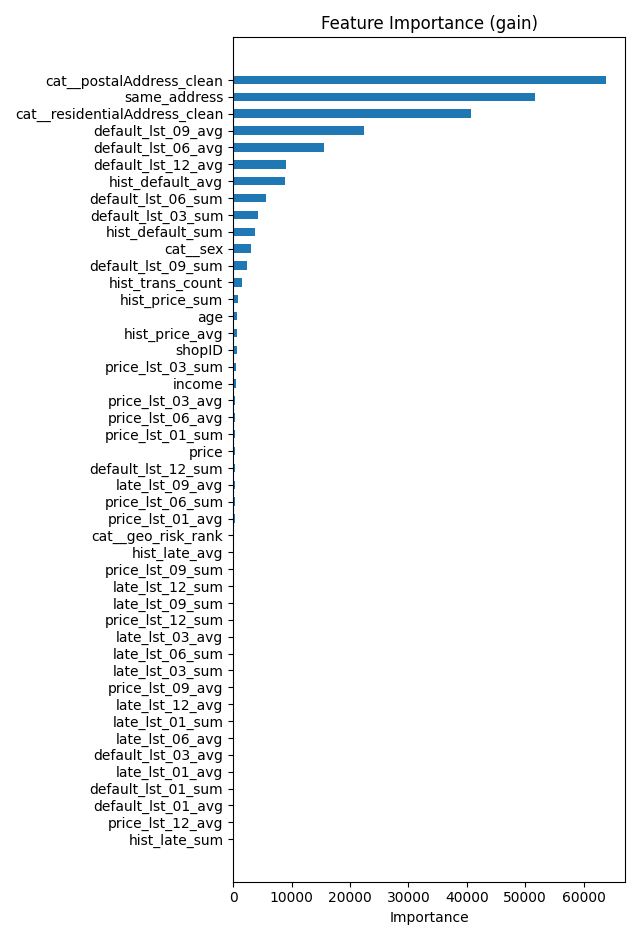 Feature Importance (gain)
cat__postalAddress_clean
same_address
cat__residentialAddress_clean
default_lst_09_avg
default_lst_06_avg
default_lst_12_avg
hist_default_avg
default_lst_06_sum
default_lst_03_sum
hist_default_sum
cat__sex
default_lst_09_sum
hist_trans_count
hist_price_sum
age
hist_price_avg
shopID
price_lst_03_sum
income
price_lst_03_avg
price_lst_06_avg
price_lst_01_sum
price
default_lst_12_sum
late_lst_09_avg
price_lst_06_sum
price_lst_01_avg
cat__geo_risk_rank
hist_late_avg
price_lst_09_sum
late_lst_12_sum
late_lst_09_sum
price_lst_12_sum
late_lst_03_avg
late_lst_06_sum
late_lst_03_sum
price_lst_09_avg
late_lst_12_avg
late_lst_01_sum
late_lst_06_avg
default_lst_03_avg
late_lst_01_avg
default_lst_01_sum
default_lst_01_avg
price_lst_12_avg
hist_late_sum
0 10000 20000 30000 40000 50000 60000
Importance